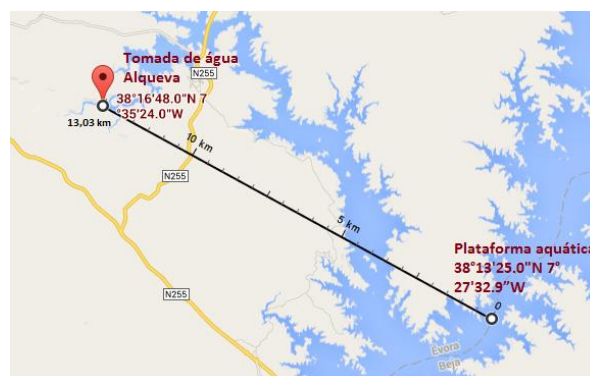 Tomada de água
Alqueva
38°16'48.0"N 7
°35'24.0"W
13,03 km
N255
10 km
N255
5 km
N255
Plataforma aquática
38°13'25.0"N 7°
27'32.9”W
0
Évora
Beja